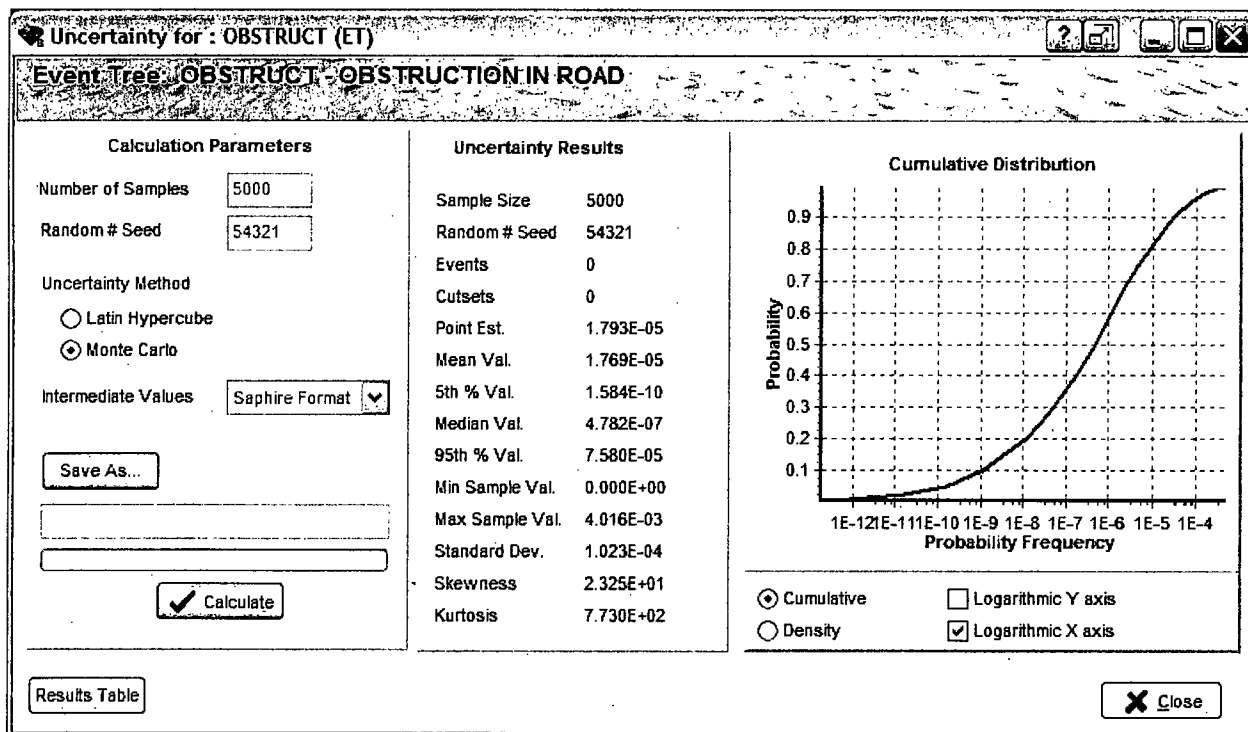 Uncertainty for : OBSTRUCT (ET)
Event Tree: OBSTRUCT - OBSTRUCTION IN ROAD
Calculation Parameters
Number of Samples 5000
Random # Seed 54321
Uncertainty Method
Latin Hypercube
Monte Carlo
Intermediate Values Saphire Format
Save As...
Calculate
Uncertainty Results
Sample Size 5000
Random # Seed 54321
Events 0
Cutsets 0
Point Est. 1.793E-05
Mean Val. 1.769E-05
5th % Val. 1.584E-10
Median Val. 4.782E-07
95th % Val. 7.580E-05
Min Sample Val. 0.000E+00
Max Sample Val. 4.016E-03
Standard Dev. 1.023E-04
Skewness 2.325E+01
Kurtosis 7.730E+02
Cumulative Distribution
Probability
0.9
0.8
0.7
0.6
0.5
0.4
0.3
0.2
0.1
1E-12 1E-11 1E-10 1E-9 1E-8 1E-7 1E-6 1E-5 1E-4
Probability Frequency
Cumulative
Logarithmic Y axis
Density
Logarithmic X axis
Results Table
Close